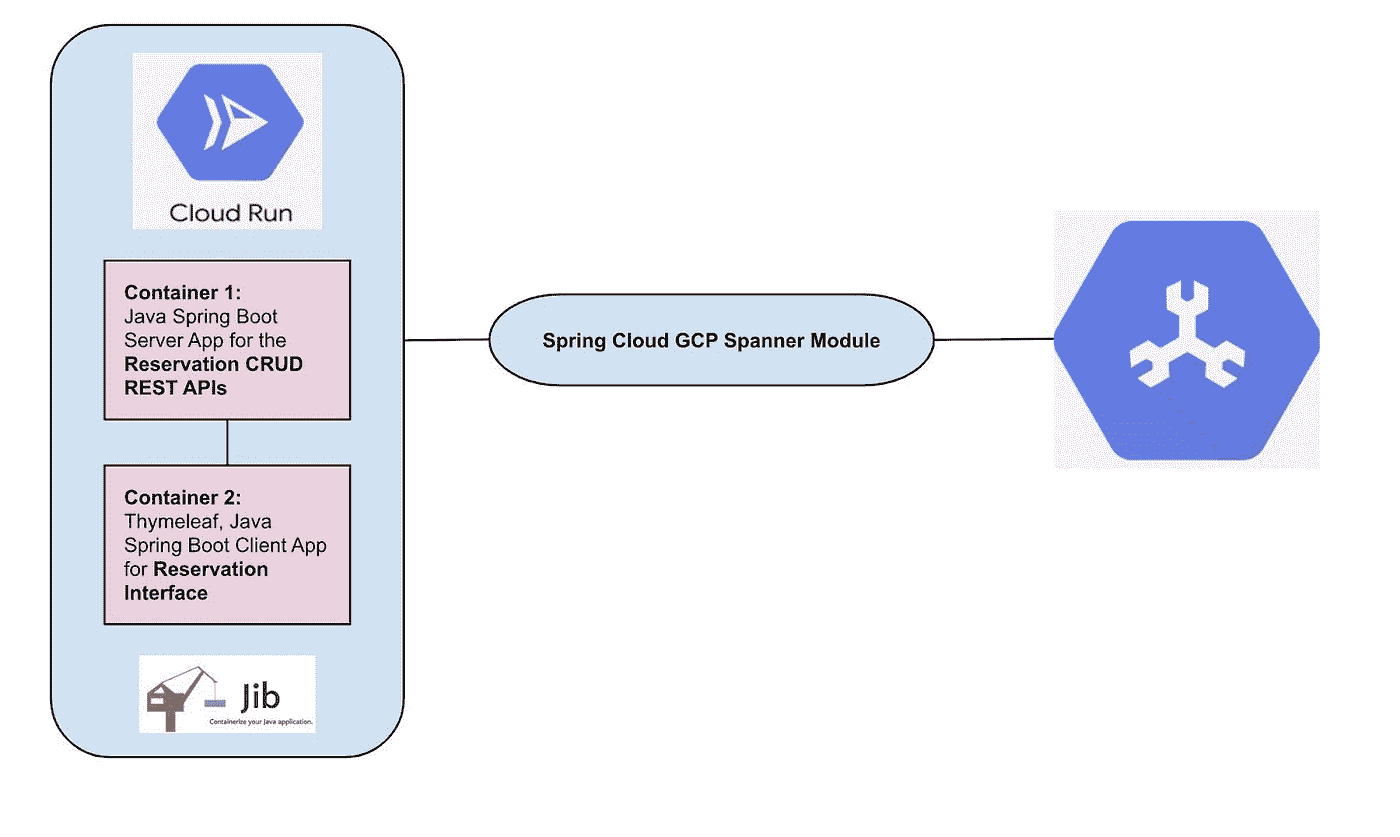 Cloud Run
Container 1:
Java Spring Boot
Server App for the
Reservation CRUD
REST APIs
Spring Cloud GCP Spanner Module
Container 2:
Thymeleaf, Java
Spring Boot Client App
for Reservation
Interface
Jib
Containerize your Java application.